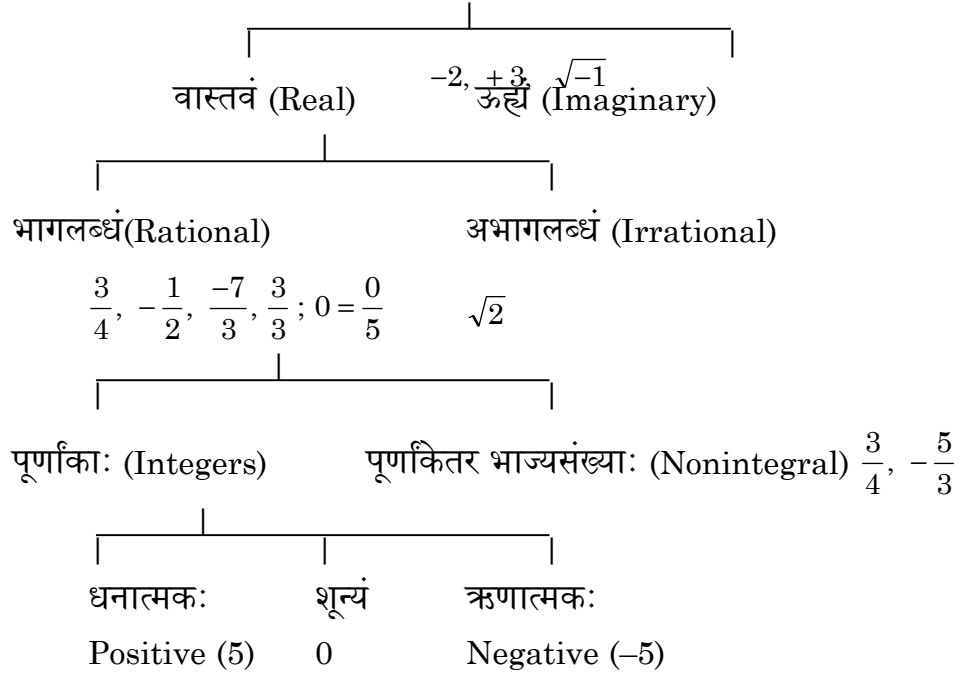 −2, +3, √−1
वास्तवं (Real) ऊह्यं (Imaginary)
भागलब्धं(Rational) अभागलब्धं (Irrational)
3/4, −1/2, −7/3, 3/3 ; 0 = 0/5 √2
पूर्णांकाः (Integers) पूर्णांकेतर भाज्यसंख्याः (Nonintegral) 3/4, −5/3
धनात्मकः शून्यं ऋणात्मकः
Positive (5) 0 Negative (–5)